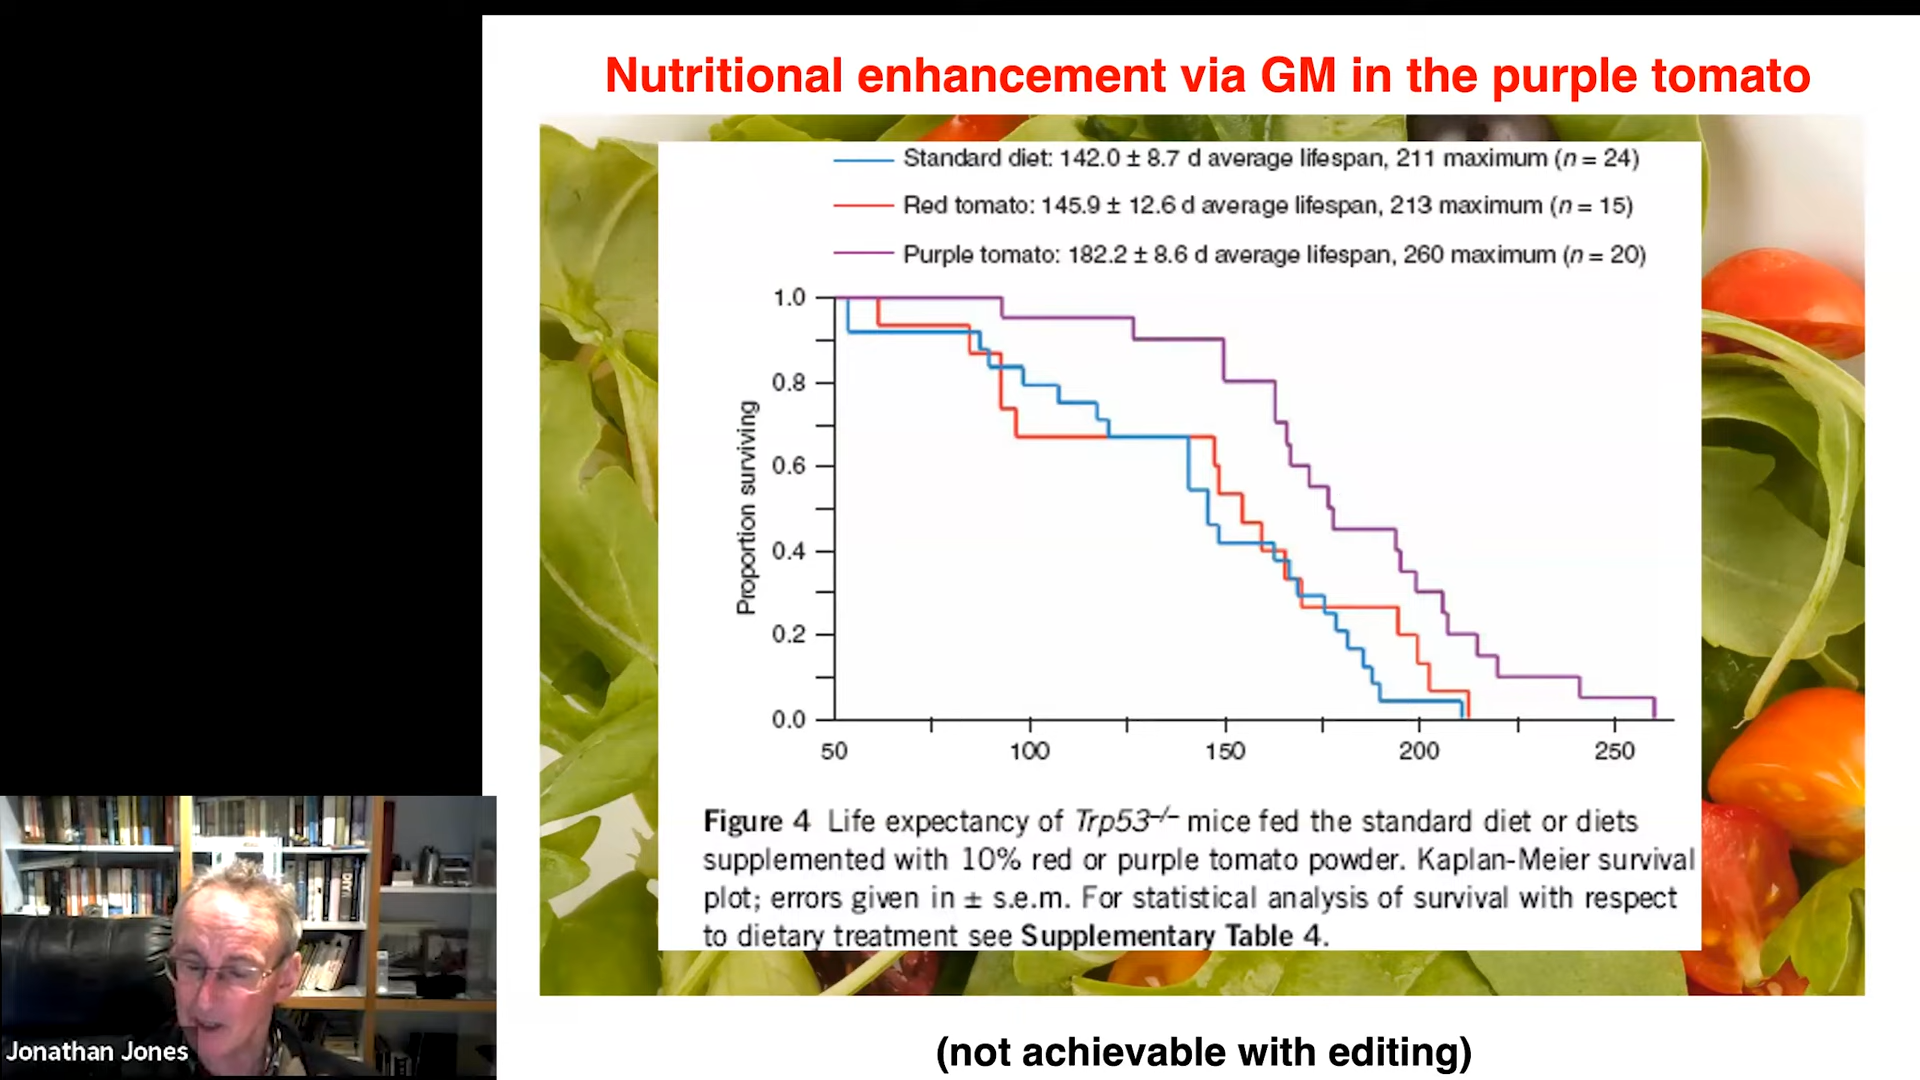 Nutritional enhancement via GM in the purple tomato
Standard diet: 142.0 ± 8.7 d average lifespan, 211 maximum (n = 24)
Red tomato: 145.9 ± 12.6 d average lifespan, 213 maximum (n = 15)
Purple tomato: 182.2 ± 8.6 d average lifespan, 260 maximum (n = 20)
Proportion surviving
1.0
0.8
0.6
0.4
0.2
0.0
50 100 150 200 250
Figure 4 Life expectancy of Trp53−/− mice fed the standard diet or diets
supplemented with 10% red or purple tomato powder. Kaplan-Meier survival
plot; errors given in ± s.e.m. For statistical analysis of survival with respect
to dietary treatment see Supplementary Table 4.
(not achievable with editing)
Jonathan Jones